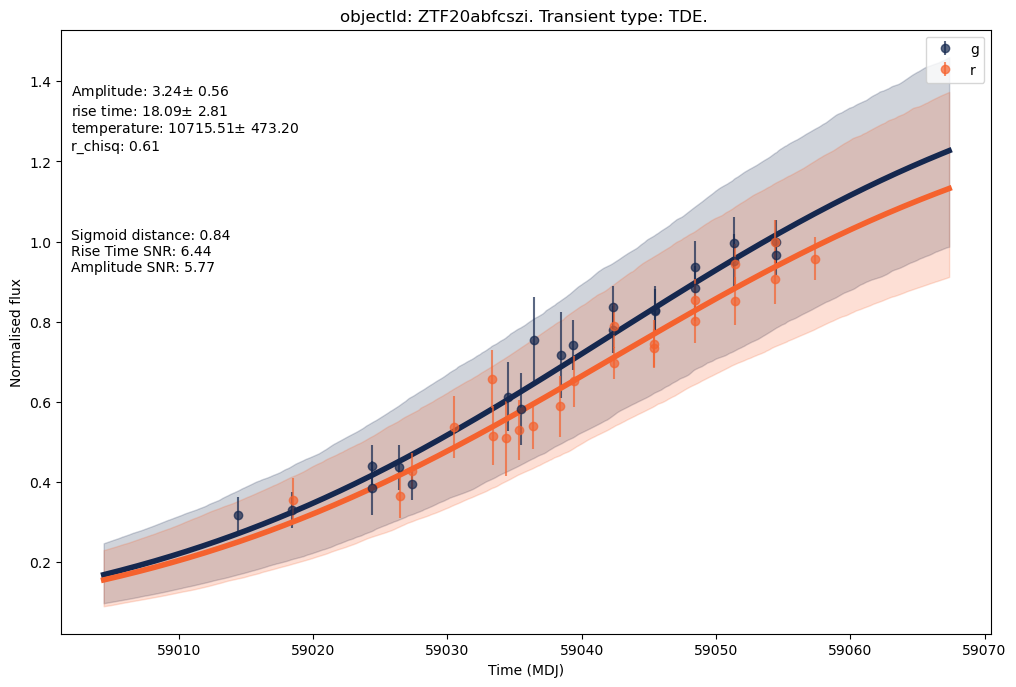 objectId: ZTF20abfcszi. Transient type: TDE.
g
r
Amplitude: 3.24± 0.56
rise time: 18.09± 2.81
temperature: 10715.51± 473.20
r_chisq: 0.61
Sigmoid distance: 0.84
Rise Time SNR: 6.44
Amplitude SNR: 5.77
Normalised flux
1.4
1.2
1.0
0.8
0.6
0.4
0.2
59010 59020 59030 59040 59050 59060 59070
Time (MDJ)